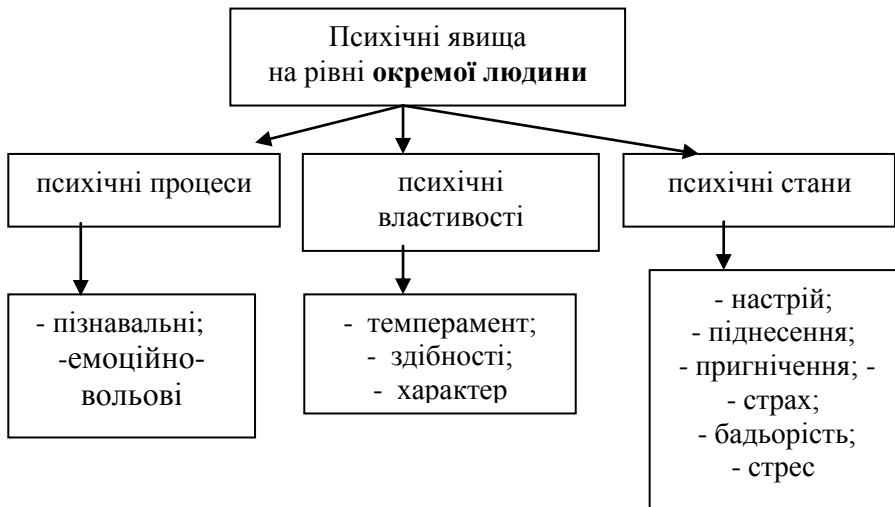 Психічні явища
на рівні окремої людини
психічні процеси
психічні
властивості
психічні стани
- пізнавальні;
-емоційно-
вольові
- темперамент;
- здібності;
- характер
- настрій;
- піднесення;
- пригнічення; -
- страх;
- бадьорість;
- стрес